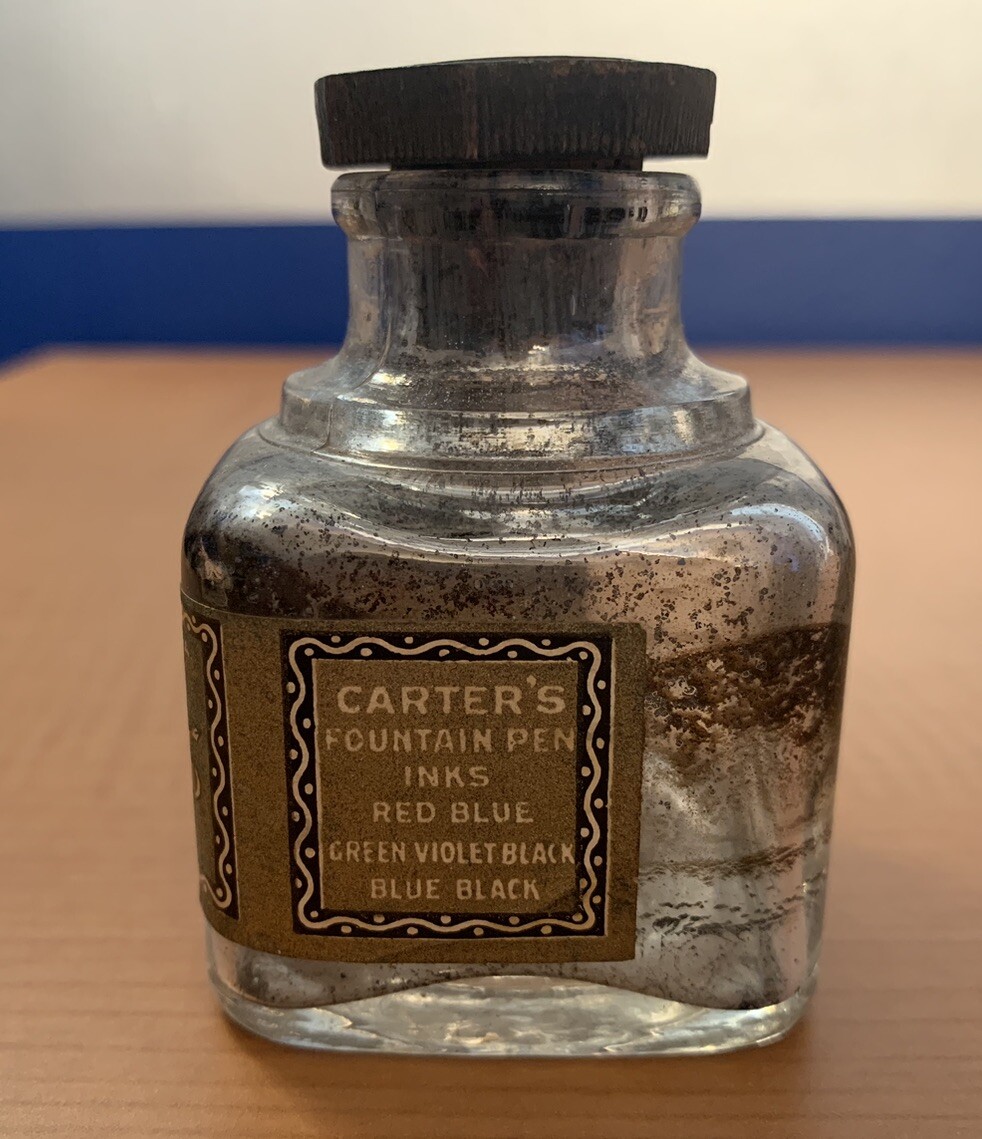 CARTER'S
FOUNTAIN PEN
INKS
RED BLUE
GREEN VIOLET BLACK
BLUE BLACK